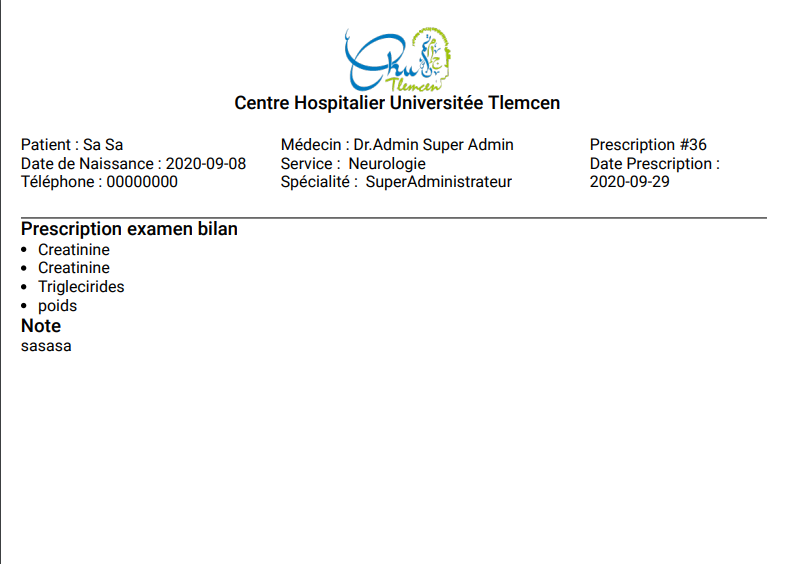 Chu
Tlemcen
Centre Hospitalier Universitée Tlemcen
Patient : Sa Sa
Date de Naissance : 2020-09-08
Téléphone : 00000000
Médecin : Dr.Admin Super Admin
Service : Neurologie
Spécialité : SuperAdministrateur
Prescription #36
Date Prescription :
2020-09-29
Prescription examen bilan
• Creatinine
• Creatinine
• Triglecirides
• poids
Note
sasasa